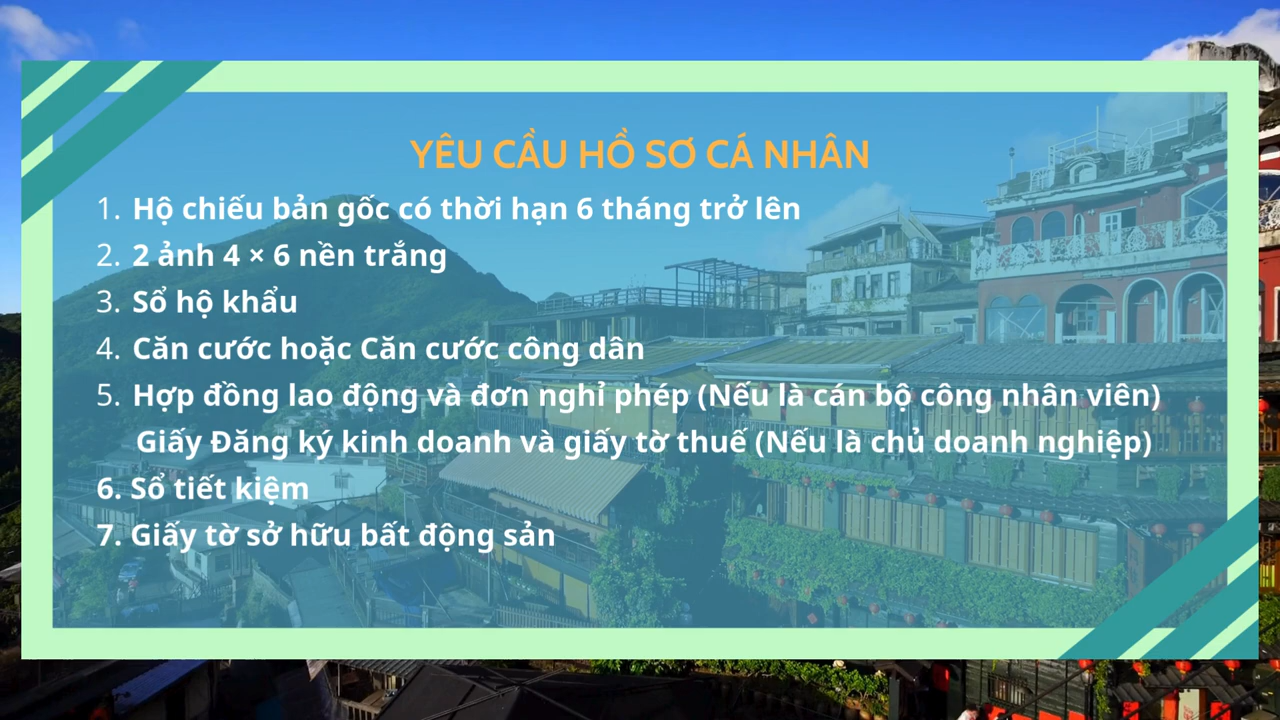 YÊU CẦU HỒ SƠ CÁ NHÂN
1. Hộ chiếu bản gốc có thời hạn 6 tháng trở lên
2. 2 ảnh 4 × 6 nền trắng
3. Sổ hộ khẩu
4. Căn cước hoặc Căn cước công dân
5. Hợp đồng lao động và đơn nghỉ phép (Nếu là cán bộ công nhân viên)
Giấy Đăng ký kinh doanh và giấy tờ thuế (Nếu là chủ doanh nghiệp)
6. Sổ tiết kiệm
7. Giấy tờ sở hữu bất động sản